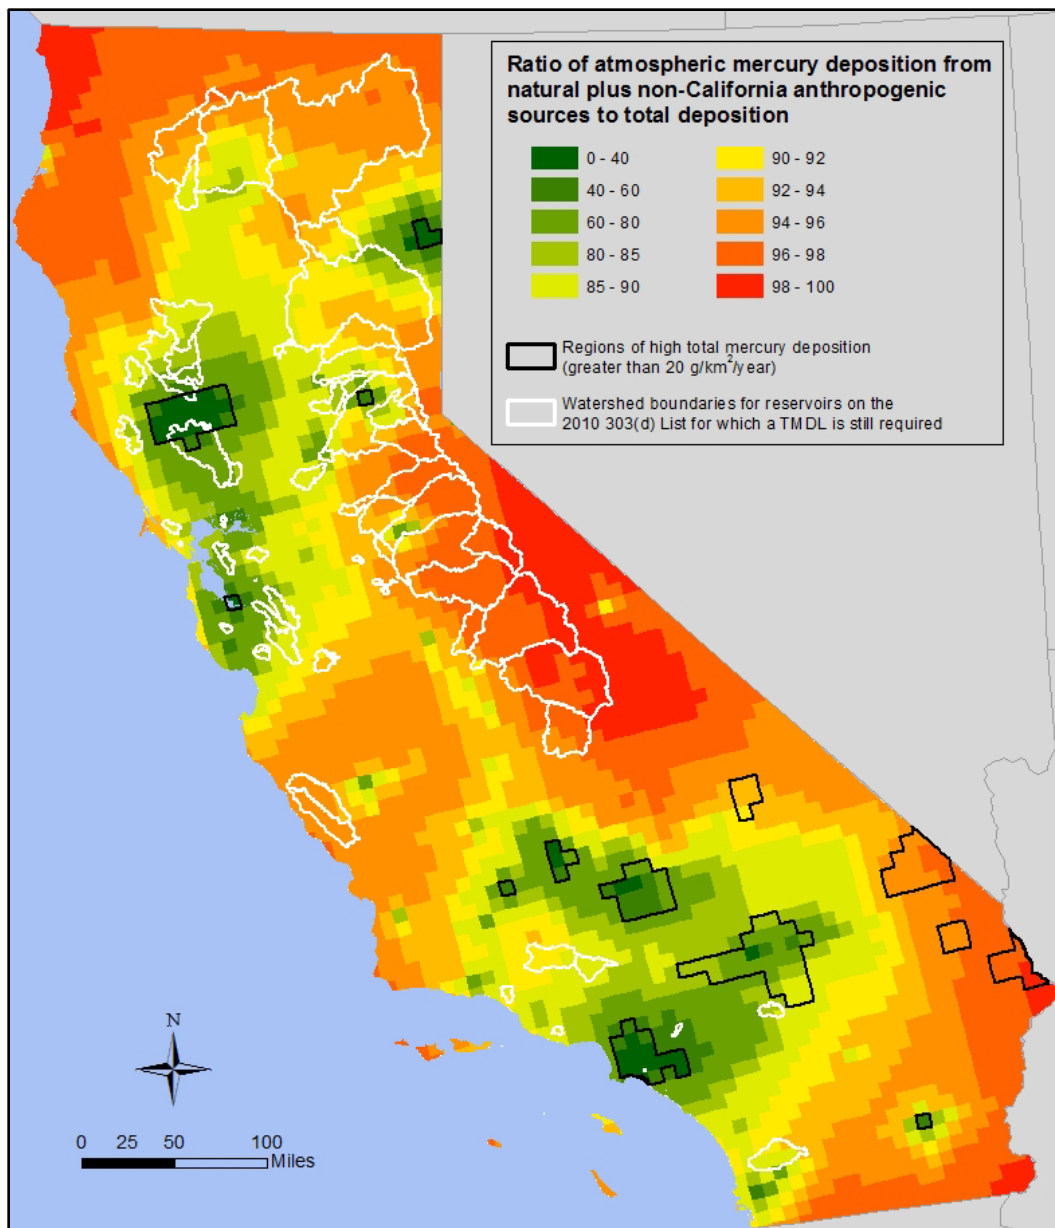 Ratio of atmospheric mercury deposition from
natural plus non-California anthropogenic
sources to total deposition
0 - 40
40 - 60
60 - 80
80 - 85
85 - 90
90 - 92
92 - 94
94 - 96
96 - 98
98 - 100
Regions of high total mercury deposition
(greater than 20 g/km²/year)
Watershed boundaries for reservoirs on the
2010 303(d) List for which a TMDL is still required
N
0 25 50 100
Miles